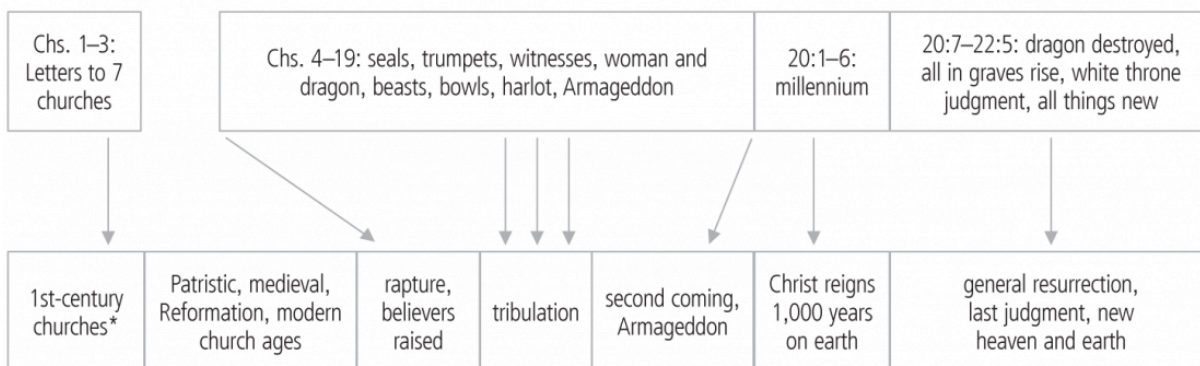 Chs. 1–3:
Letters to 7
churches
Chs. 4–19: seals, trumpets, witnesses, woman and
dragon, beasts, bowls, harlot, Armageddon
20:1–6:
millennium
20:7–22:5: dragon destroyed,
all in graves rise, white throne
judgment, all things new
1st-century
churches*
Patristic, medieval,
Reformation, modern
church ages
rapture,
believers
raised
tribulation
second coming,
Armageddon
Christ reigns
1,000 years
on earth
general resurrection,
last judgment, new
heaven and earth